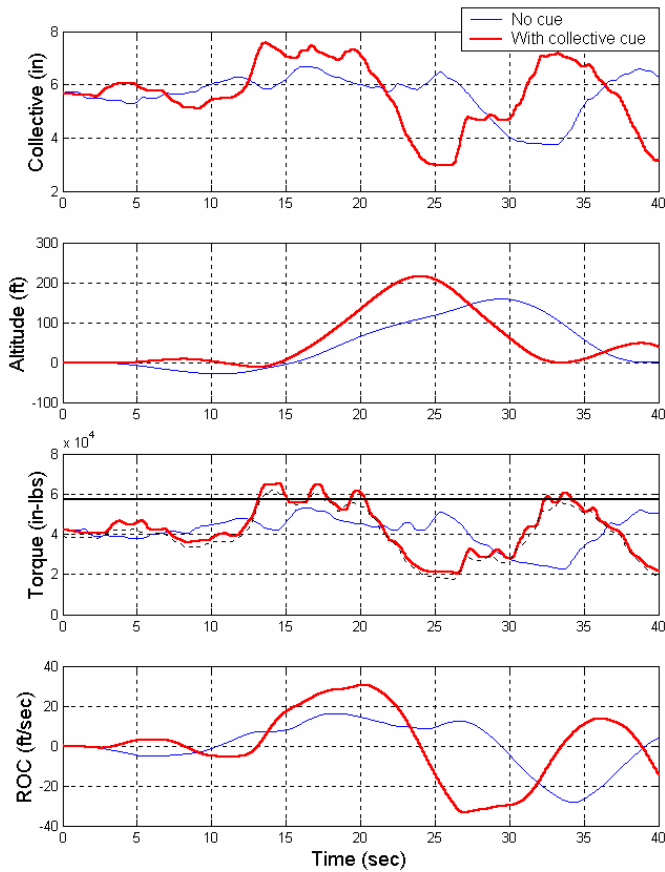 No cue
With collective cue
Collective (in)
8
6
4
2
0 5 10 15 20 25 30 35 40
Altitude (ft)
300
200
100
0
-100
0 5 10 15 20 25 30 35 40
x 10^4
Torque (in-lbs)
8
6
4
2
0
0 5 10 15 20 25 30 35 40
ROC (ft/sec)
40
20
0
-20
-40
0 5 10 15 20 25 30 35 40
Time (sec)